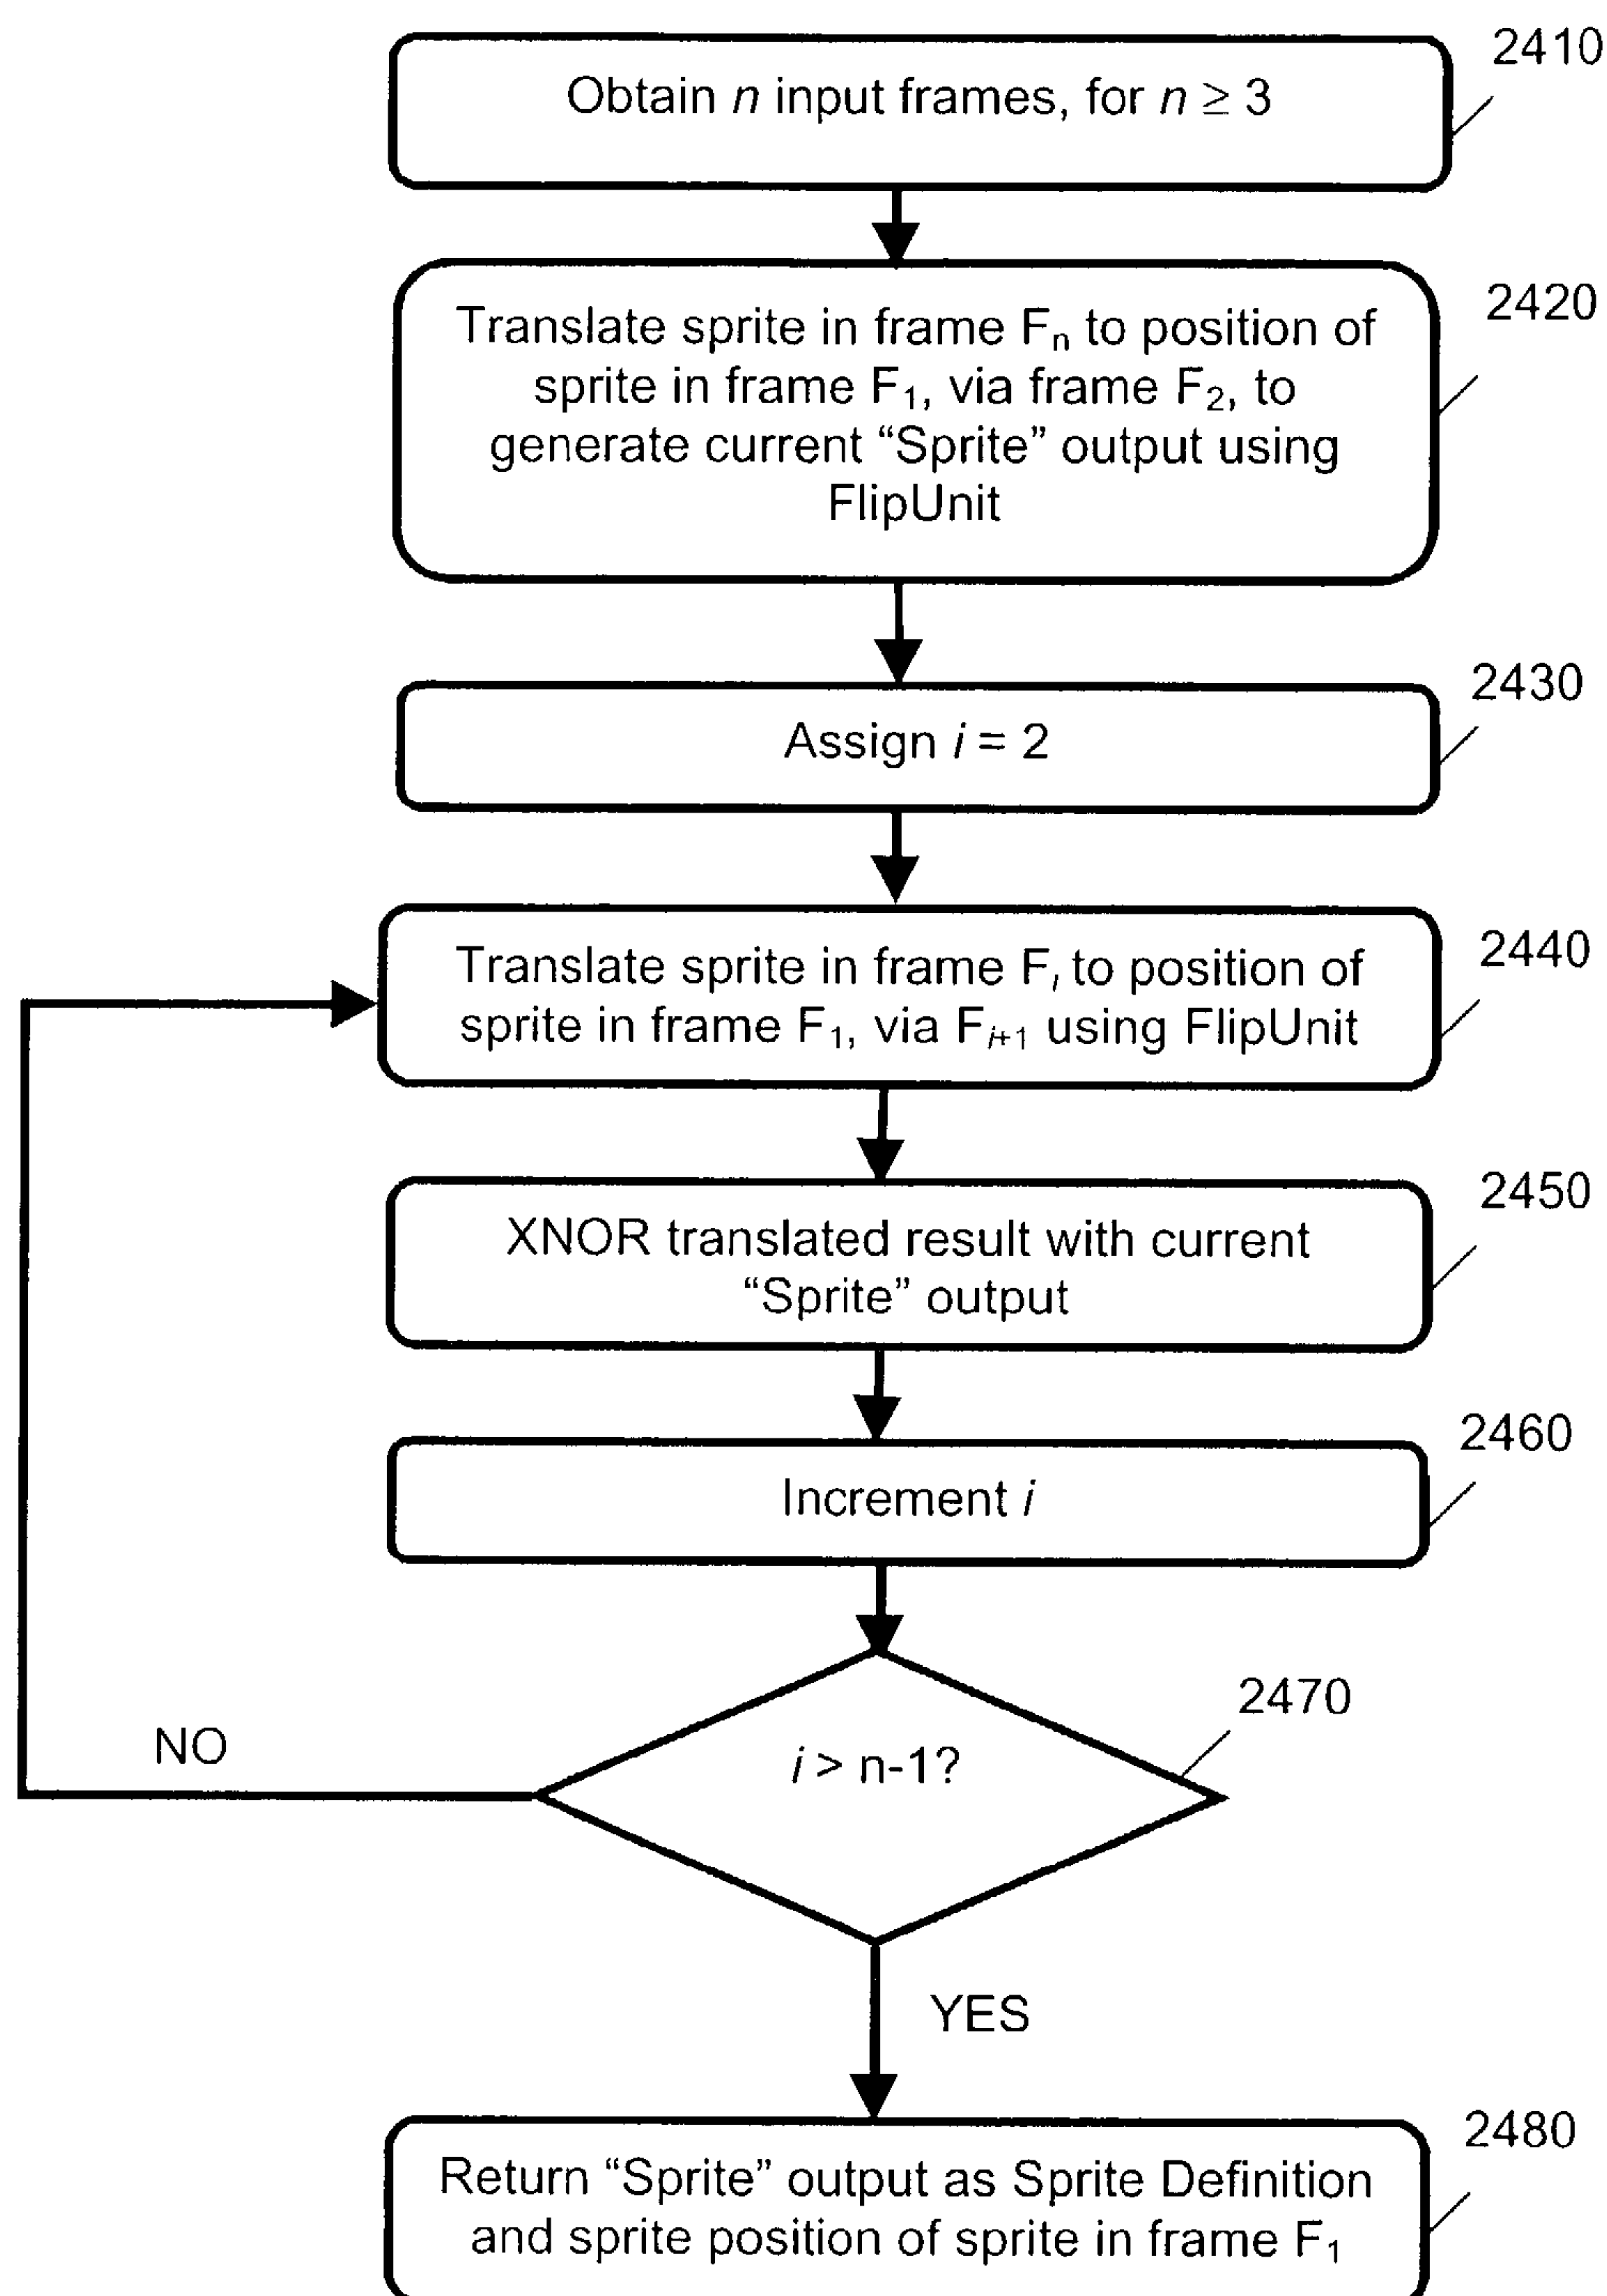 2410
Obtain n input frames, for n ≥ 3
2420
Translate sprite in frame Fn to position of
sprite in frame F1, via frame F2, to
generate current “Sprite” output using
FlipUnit
2430
Assign i = 2
2440
Translate sprite in frame Fi to position of
sprite in frame F1, via Fi+1 using FlipUnit
2450
XNOR translated result with current
“Sprite” output
2460
Increment i
2470
i > n-1?
NO
YES
2480
Return “Sprite” output as Sprite Definition
and sprite position of sprite in frame F1